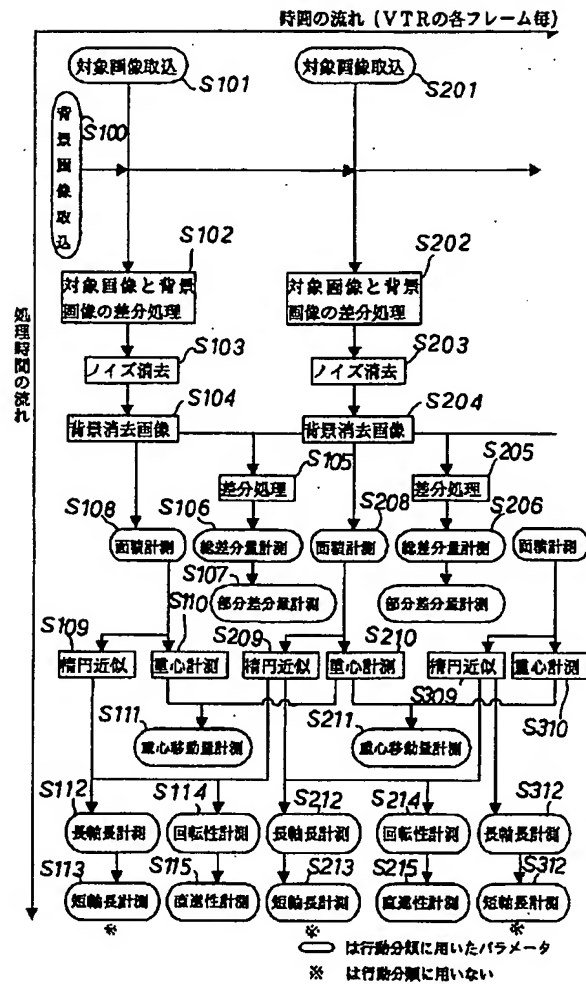 時間の流れ (VTRの各フレーム毎)
対象画像取込
S101
対象画像取込
S201
S100
背景画像取込
S102
S202
対象画像と背景
画像の差分処理
対象画像と背景
画像の差分処理
処理時間の流れ
S103
S203
ノイズ消去
ノイズ消去
S104
S204
背景消去画像
背景消去画像
S105
S205
差分処理
差分処理
S108
S106
S208
S206
面積計測
総差分量計測
面積計測
総差分量計測
面積計測
S107
部分差分量計測
部分差分量計測
S109
S110
S209
S210
楕円近似
重心計測
楕円近似
重心計測
楕円近似
重心計測
S309
S310
S111
S211
重心移動量計測
重心移動量計測
S112
S114
S212
S214
S312
長軸長計測
回転性計測
長軸長計測
回転性計測
長軸長計測
S113
S115
S213
S215
S312
短軸長計測
直進性計測
短軸長計測
直進性計測
短軸長計測
※
※
※
は行動分類に用いたパラメータ
※ は行動分類に用いない